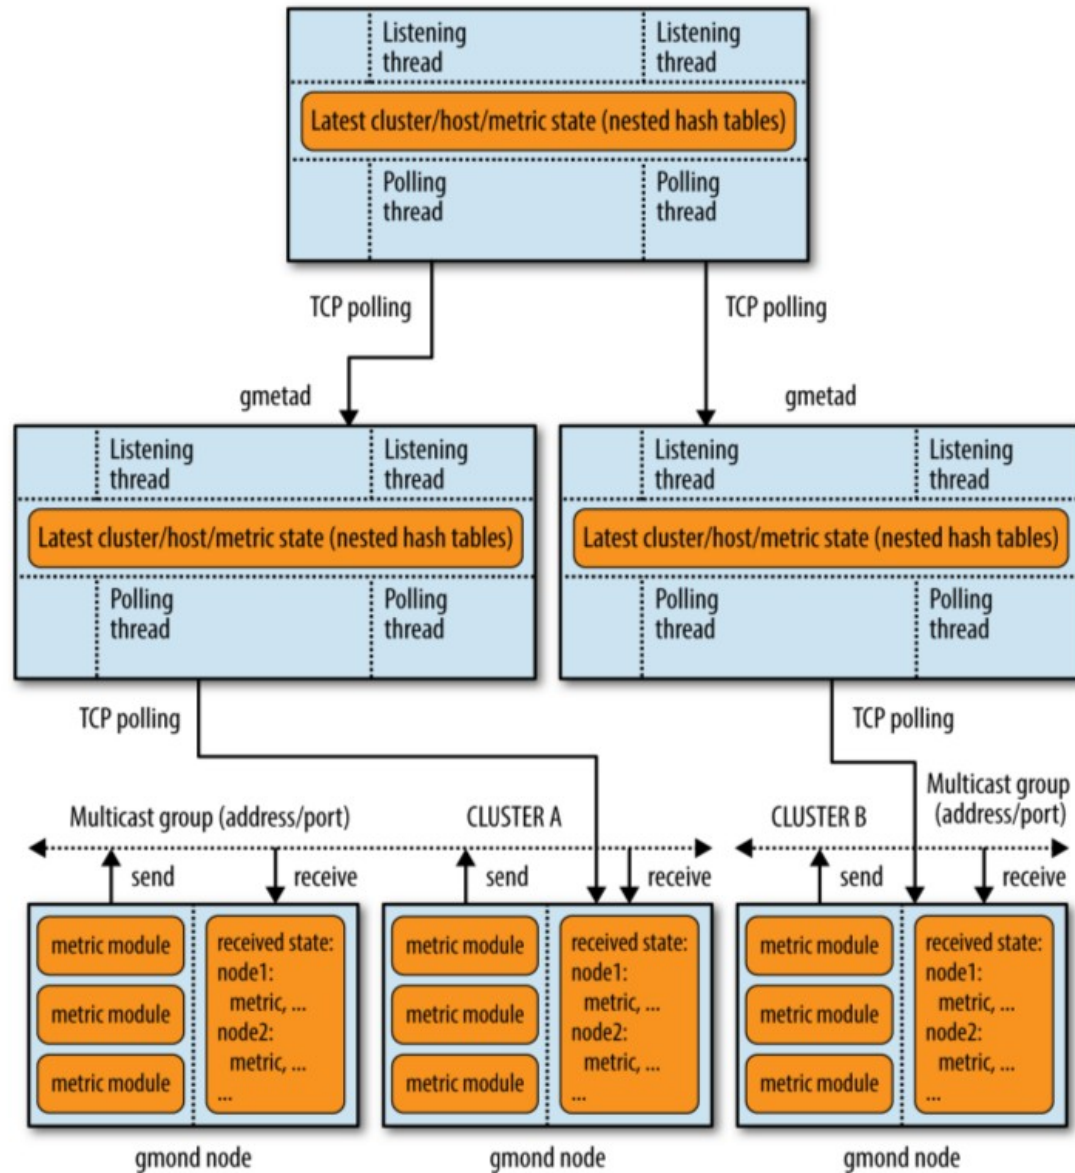 Listening
thread
Listening
thread
Latest cluster/host/metric state (nested hash tables)
Polling
thread
Polling
thread
TCP polling
TCP polling
gmetad
gmetad
Listening
thread
Listening
thread
Latest cluster/host/metric state (nested hash tables)
Polling
thread
Polling
thread
Listening
thread
Listening
thread
Latest cluster/host/metric state (nested hash tables)
Polling
thread
Polling
thread
TCP polling
TCP polling
Multicast group (address/port)
CLUSTER A
CLUSTER B
Multicast group
(address/port)
send
receive
send
receive
send
receive
metric module
metric module
metric module
received state:
node1:
metric, ...
node2:
metric, ...
...
gmond node
metric module
metric module
metric module
received state:
node1:
metric, ...
node2:
metric, ...
...
gmond node
metric module
metric module
metric module
received state:
node1:
metric, ...
node2:
metric, ...
...
gmond node